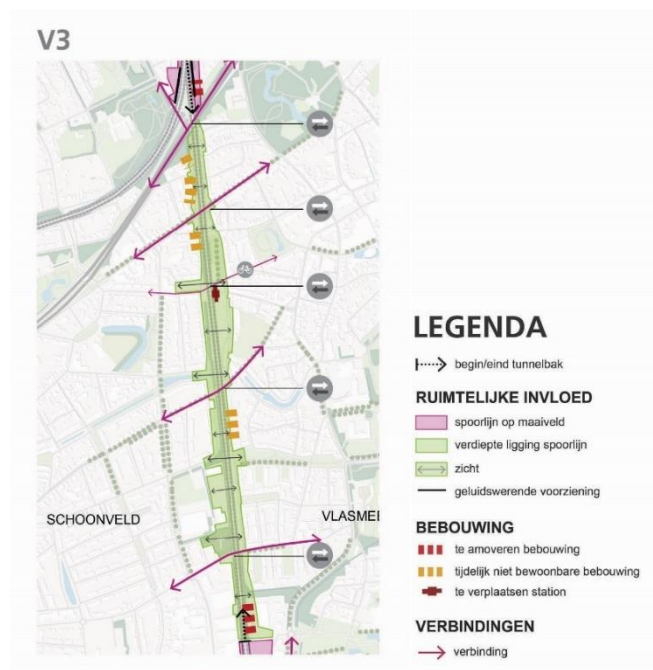 V3
SCHOONVELD
VLASMEE
LEGENDA
begin/eind tunnelbak
RUIMTELIJKE INVLOED
spoorlijn op maaiveld
verdiepte ligging spoorlijn
zicht
geluidswerende voorziening
BEBOUWING
te amoveren bebouwing
tijdelijk niet bewoonbare bebouwing
te verplaatsen station
VERBINDINGEN
verbinding